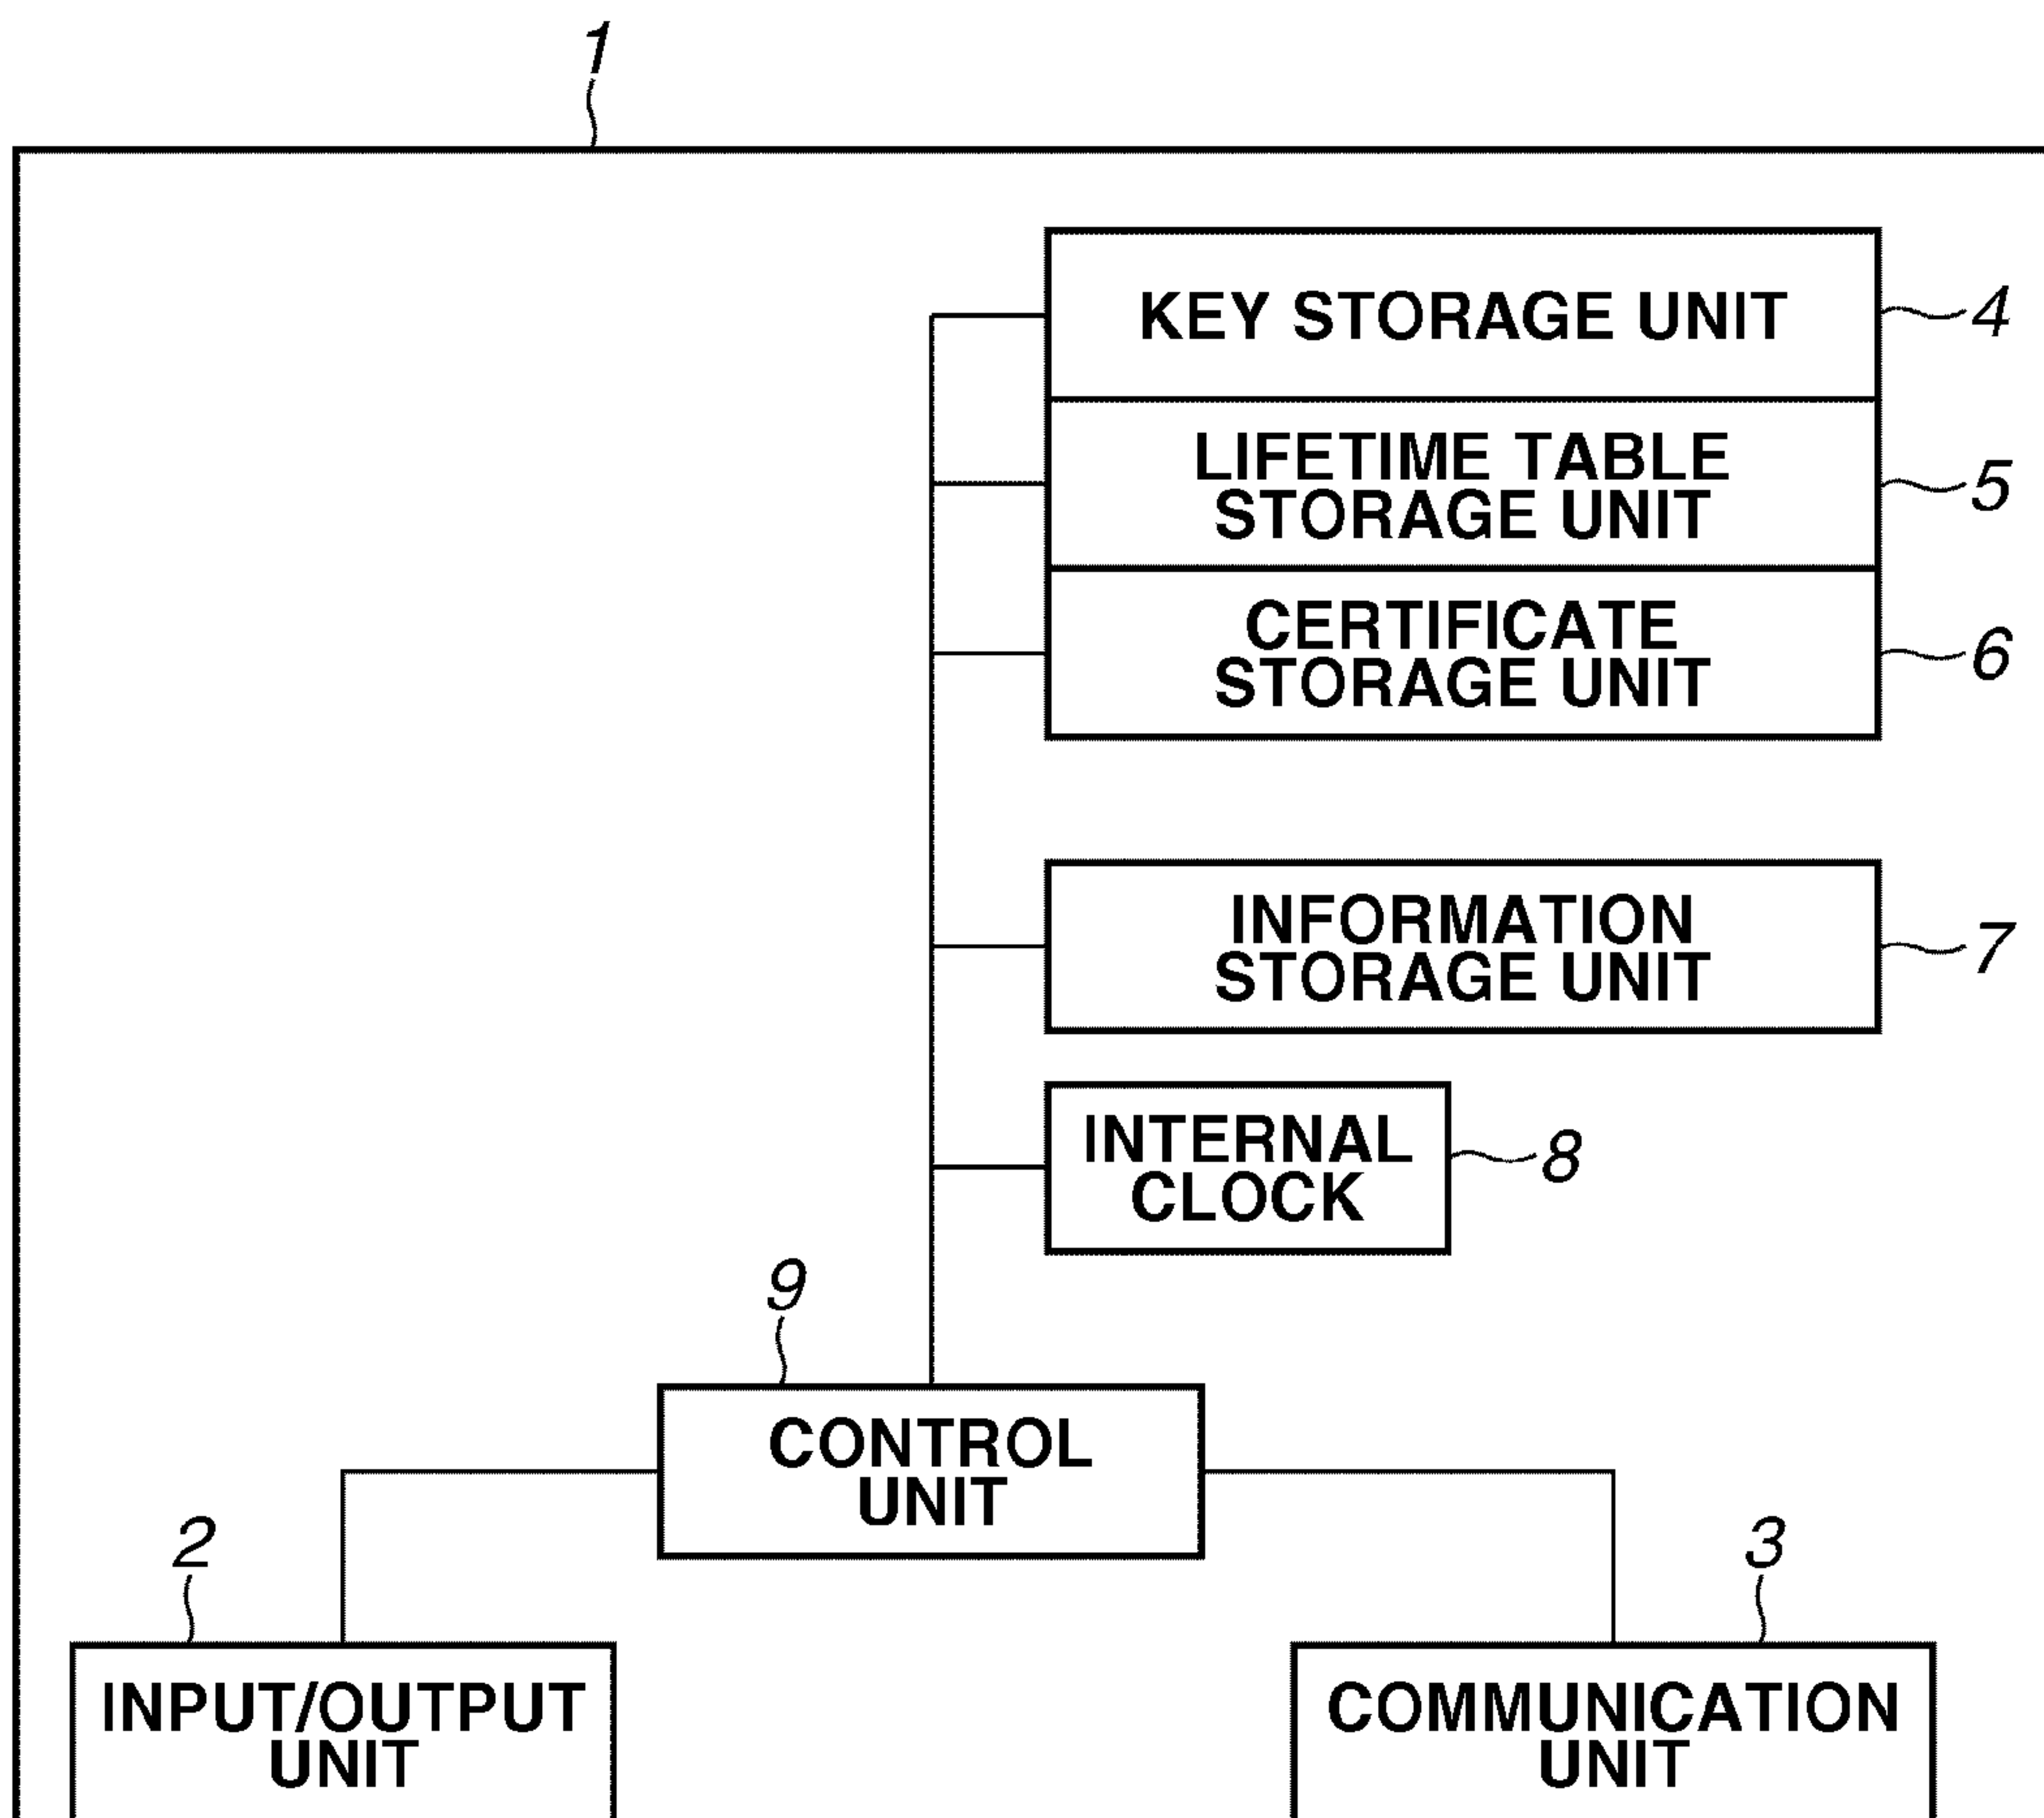 1
KEY STORAGE UNIT
4
LIFETIME TABLE
STORAGE UNIT
5
CERTIFICATE
STORAGE UNIT
6
INFORMATION
STORAGE UNIT
7
INTERNAL
CLOCK
8
9
CONTROL
UNIT
2
3
INPUT/OUTPUT
UNIT
COMMUNICATION
UNIT